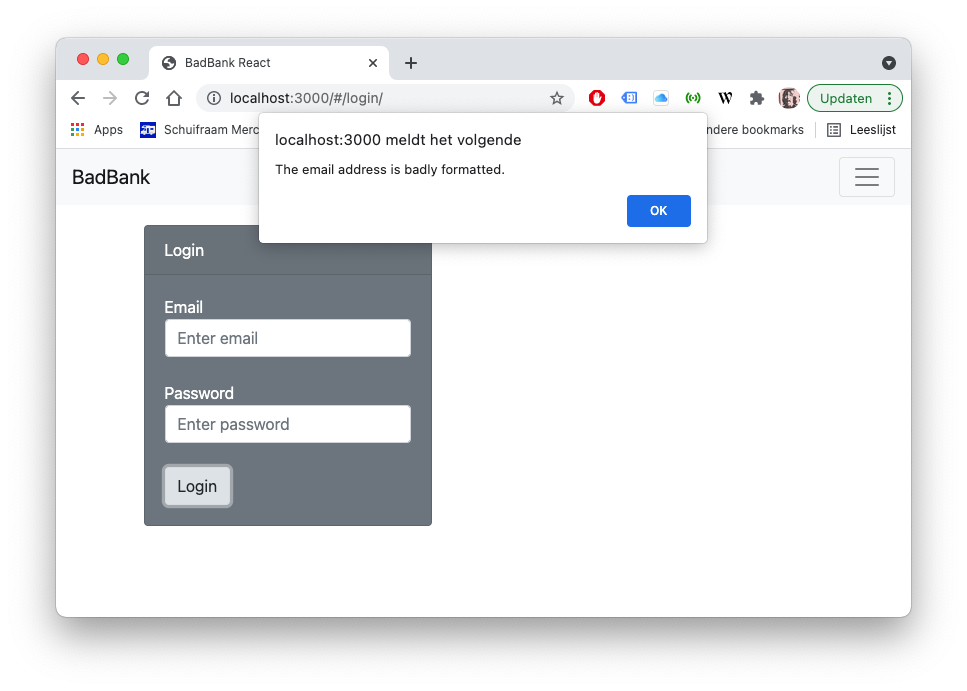 BadBank React
localhost:3000/#/login/
Updaten
Apps
Schuifraam Merc
ndere bookmarks
Leeslijst
localhost:3000 meldt het volgende
The email address is badly formatted.
OK
BadBank
Login
Email
Enter email
Password
Enter password
Login